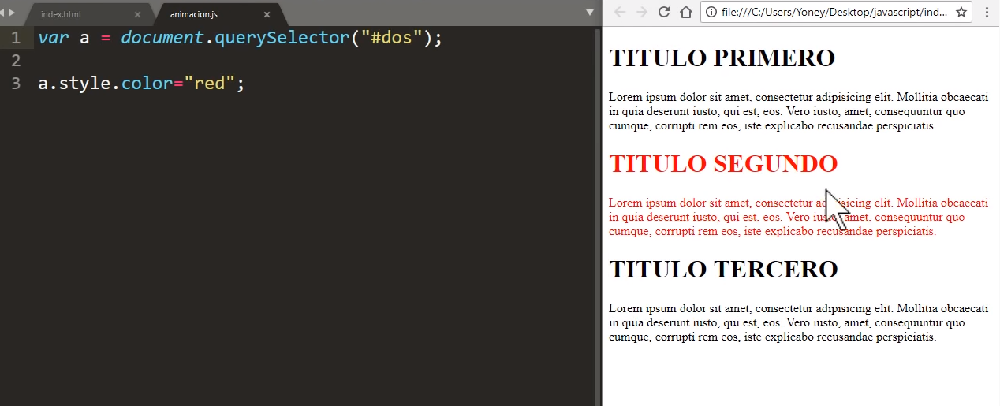 index.html
animacion.js
1 var a = document.querySelector("#dos");
2
3 a.style.color="red";
file:///C:/Users/Yoney/Desktop/javascript/ind...
TITULO PRIMERO
Lorem ipsum dolor sit amet, consectetur adipisicing elit. Mollitia obcaecati
in quia deserunt iusto, qui est, eos. Vero iusto, amet, consequuntur quo
cumque, corrupti rem eos, iste explicabo recusandae perspiciatis.
TITULO SEGUNDO
Lorem ipsum dolor sit amet, consectetur adipisicing elit. Mollitia obcaecati
in quia deserunt iusto, qui est, eos. Vero iusto, amet, consequuntur quo
cumque, corrupti rem eos, iste explicabo recusandae perspiciatis.
TITULO TERCERO
Lorem ipsum dolor sit amet, consectetur adipisicing elit. Mollitia obcaecati
in quia deserunt iusto, qui est, eos. Vero iusto, amet, consequuntur quo
cumque, corrupti rem eos, iste explicabo recusandae perspiciatis.